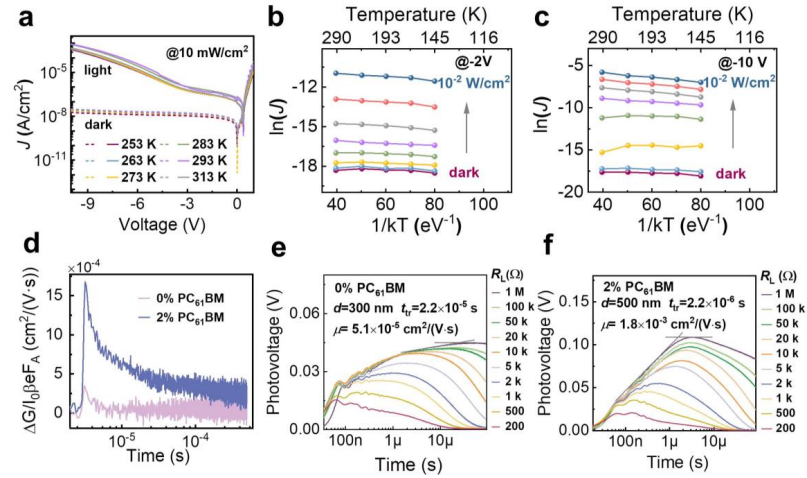 a
@10 mW/cm²
light
dark
10⁻⁵
10⁻⁸
10⁻¹¹
J (A/cm²)
253 K
283 K
263 K
293 K
273 K
313 K
-9
-6
-3
0
Voltage (V)
b
Temperature (K)
290
193
145
116
@-2V
10⁻² W/cm²
dark
-12
-15
-18
ln(J)
40
60
80
100
1/kT (eV⁻¹)
c
Temperature (K)
290
193
145
116
@-10 V
10⁻² W/cm²
dark
-5
-10
-15
-20
ln(J)
40
60
80
100
1/kT (eV⁻¹)
d
×10⁻⁴
0% PC₆₁BM
2% PC₆₁BM
15
10
5
0
ΔG/I₀βeF_A (cm²/(V·s))
10⁻⁵
10⁻⁴
Time (s)
e
0% PC₆₁BM
d=300 nm t_tr=2.2×10⁻⁵ s
μ= 5.1×10⁻⁵ cm²/(V·s)
0.06
0.03
0.00
Photovoltage (V)
100n
1μ
10μ
Time (s)
R_L (Ω)
1 M
100 k
50 k
20 k
10 k
5 k
2 k
1 k
500
200
f
2% PC₆₁BM
d=500 nm t_tr=2.2×10⁻⁶ s
μ= 1.8×10⁻³ cm²/(V·s)
0.15
0.10
0.05
0.00
Photovoltage (V)
100n
1μ
10μ
Time (s)
R_L (Ω)
1 M
100 k
50 k
20 k
10 k
5 k
2 k
1 k
500
200